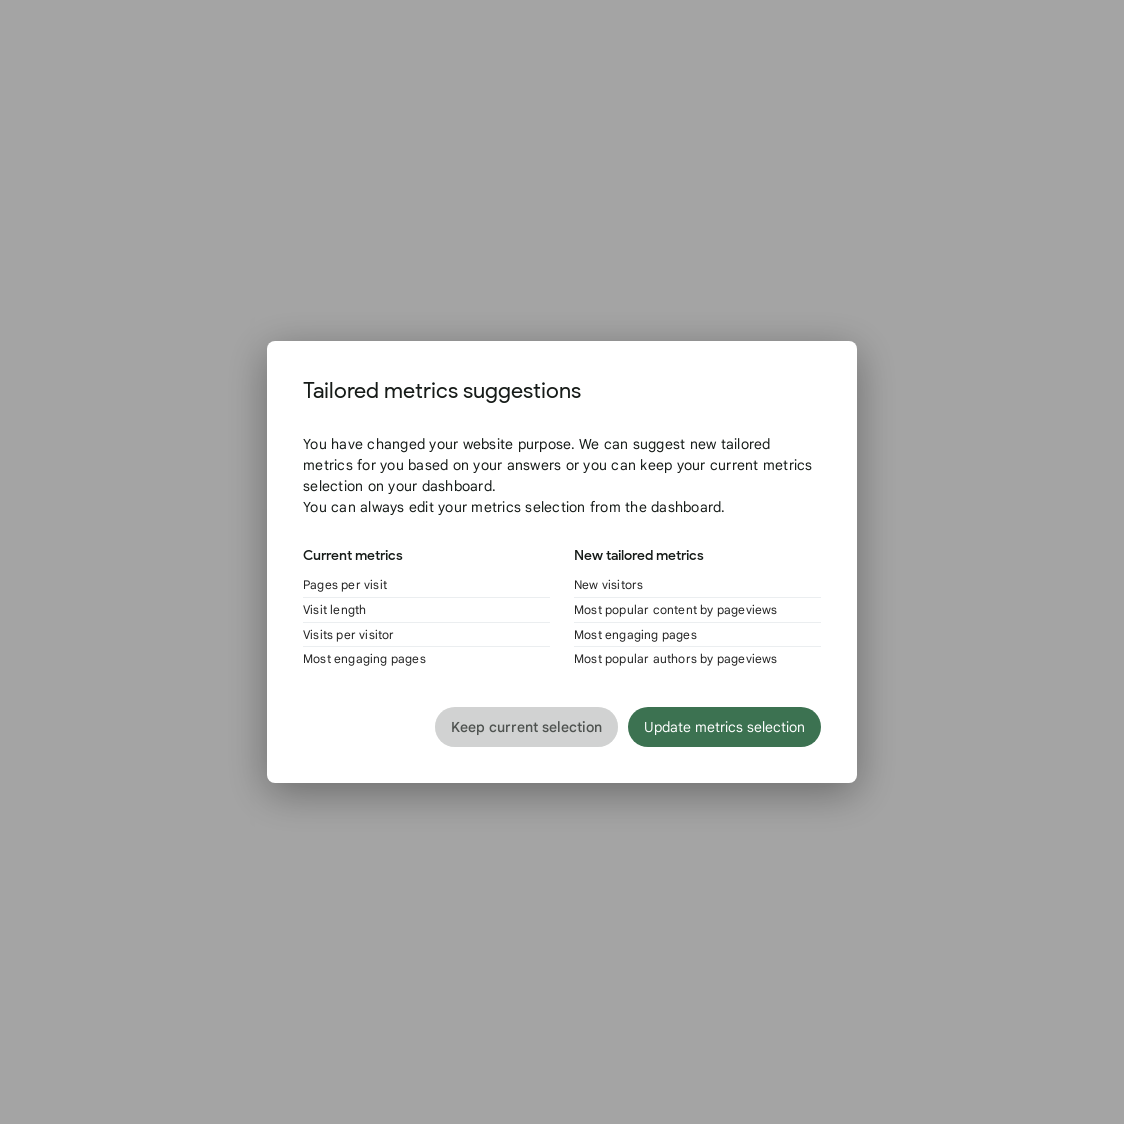 Tailored metrics suggestions
You have changed your website purpose. We can suggest new tailored
metrics for you based on your answers or you can keep your current metrics
selection on your dashboard.
You can always edit your metrics selection from the dashboard.
Current metrics
Pages per visit
Visit length
Visits per visitor
Most engaging pages
New tailored metrics
New visitors
Most popular content by pageviews
Most engaging pages
Most popular authors by pageviews
Keep current selection
Update metrics selection